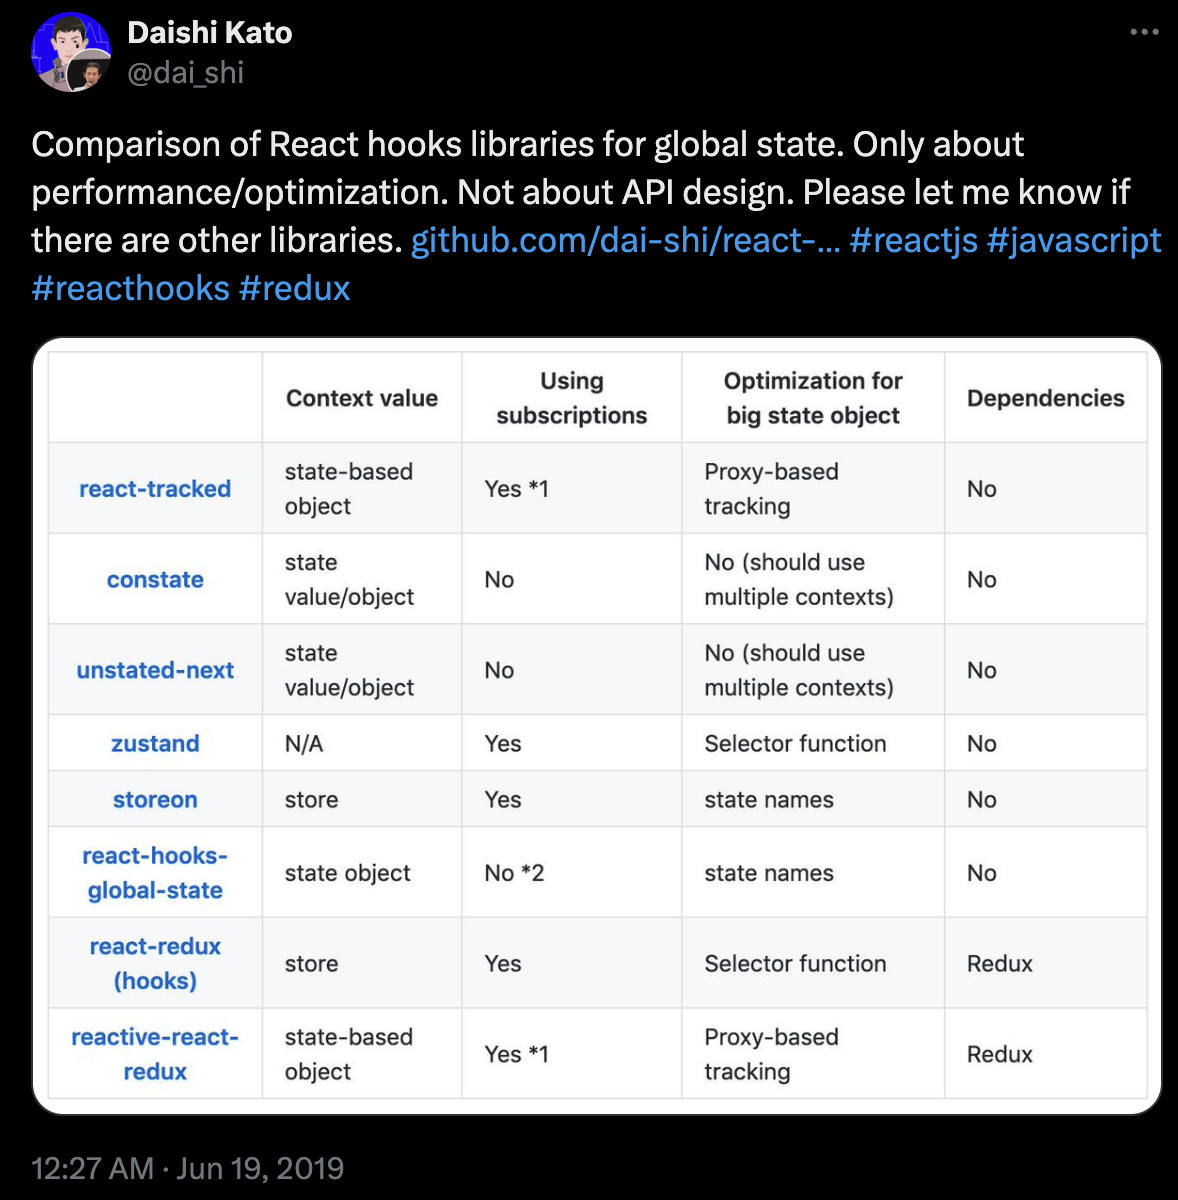 Daishi Kato
@dai_shi
Comparison of React hooks libraries for global state. Only about
performance/optimization. Not about API design. Please let me know if
there are other libraries. github.com/dai-shi/react-... #reactjs #javascript
#reacthooks #redux
Context value
Using
subscriptions
Optimization for
big state object
Dependencies
react-tracked
state-based
object
Yes *1
Proxy-based
tracking
No
constate
state
value/object
No
No (should use
multiple contexts)
No
unstated-next
state
value/object
No
No (should use
multiple contexts)
No
zustand
N/A
Yes
Selector function
No
storeon
store
Yes
state names
No
react-hooks-
global-state
state object
No *2
state names
No
react-redux
(hooks)
store
Yes
Selector function
Redux
reactive-react-
redux
state-based
object
Yes *1
Proxy-based
tracking
Redux
12:27 AM · Jun 19, 2019